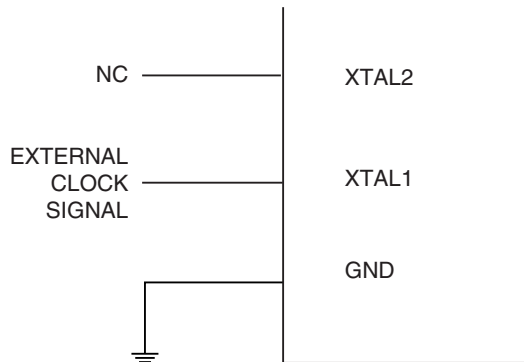 NC
XTAL2
EXTERNAL
CLOCK
SIGNAL
XTAL1
GND